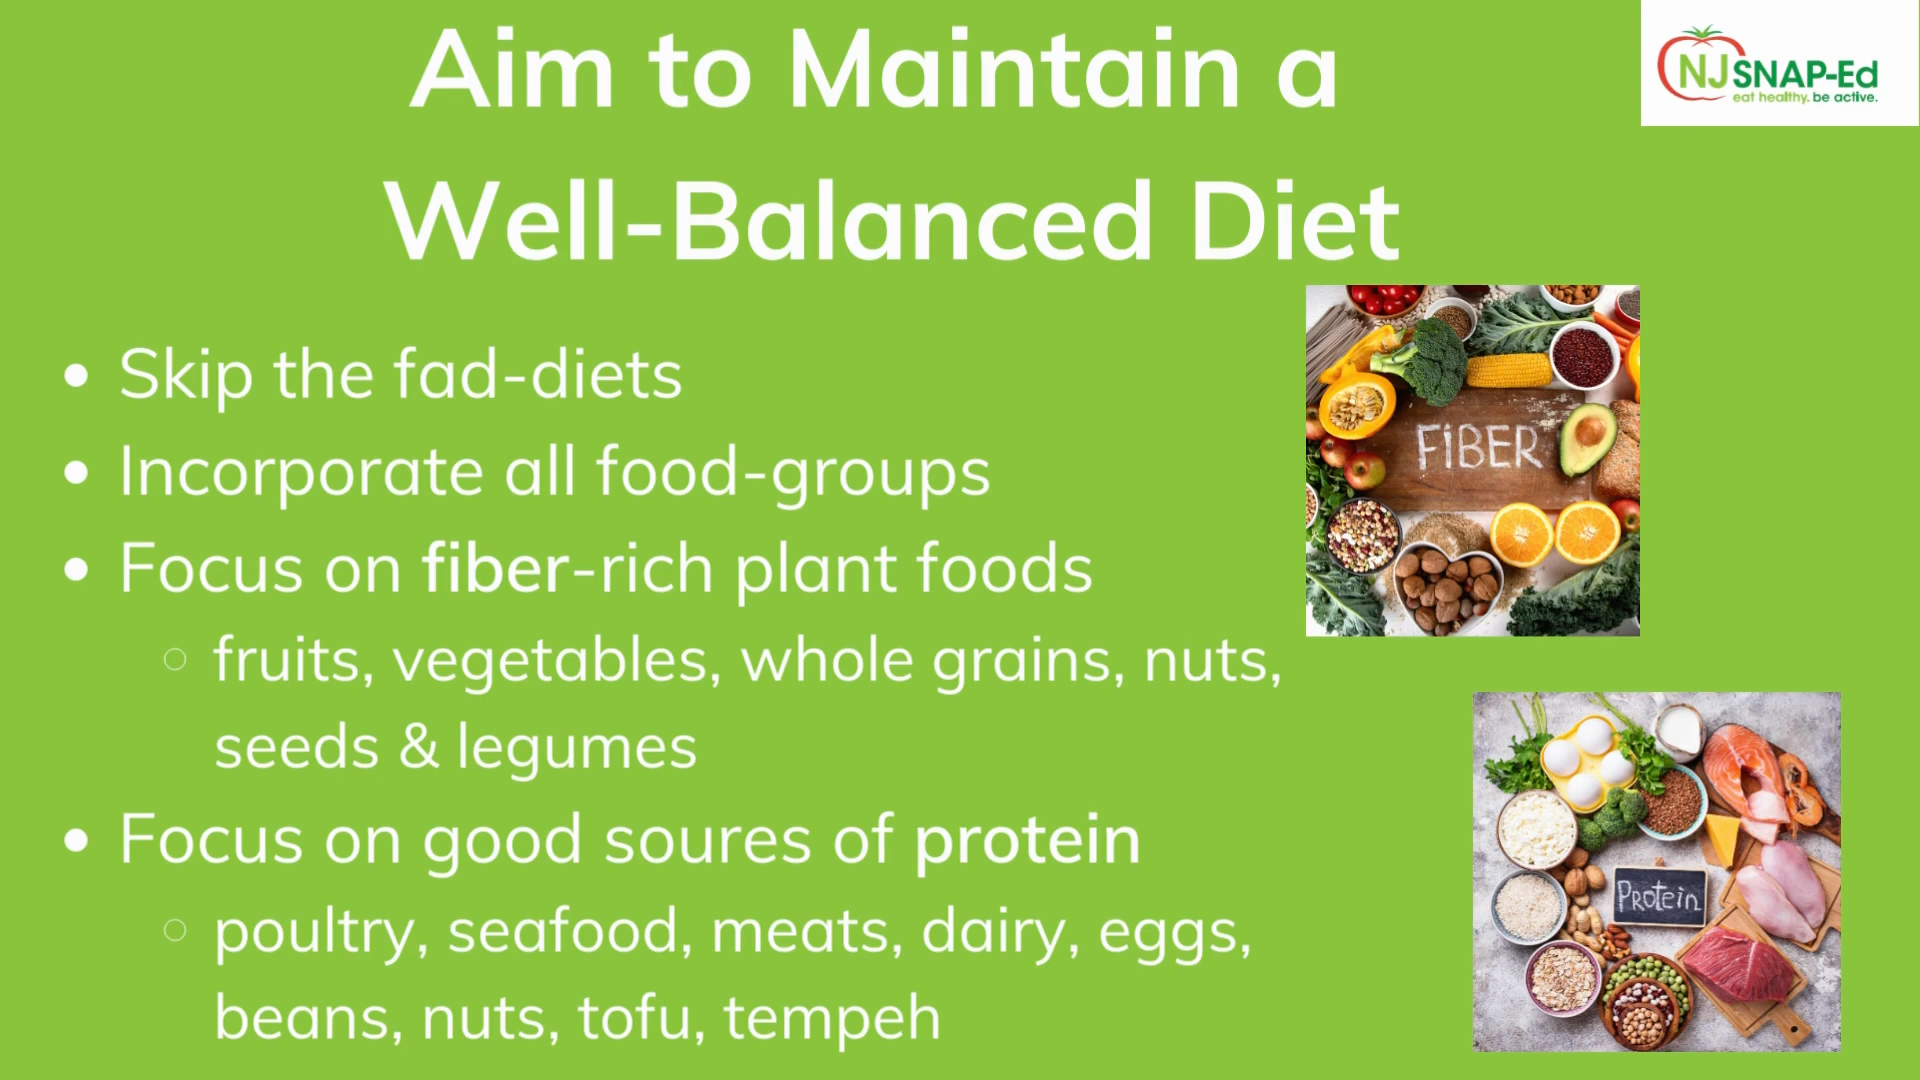 Aim to Maintain a
Well-Balanced Diet
NJSNAP-Ed
eat healthy. be active.
• Skip the fad-diets
• Incorporate all food-groups
• Focus on fiber-rich plant foods
○ fruits, vegetables, whole grains, nuts,
seeds & legumes
• Focus on good soures of protein
○ poultry, seafood, meats, dairy, eggs,
beans, nuts, tofu, tempeh
FIBER
Protein